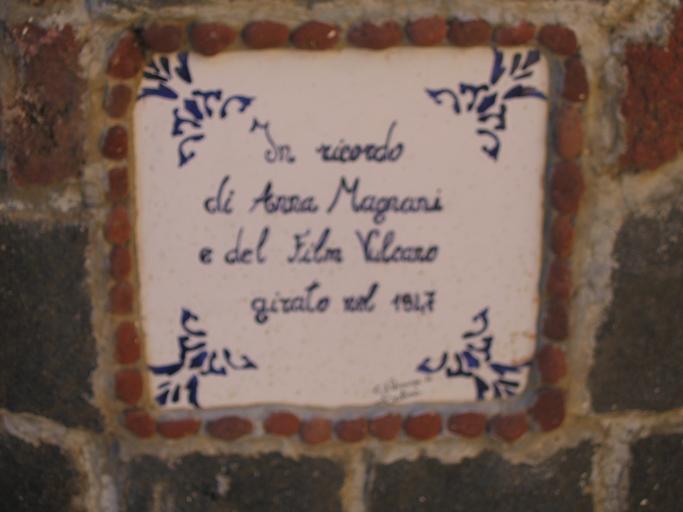 In ricordo
di Anna Magnani
e del Film Vulcano
girato nel 1947